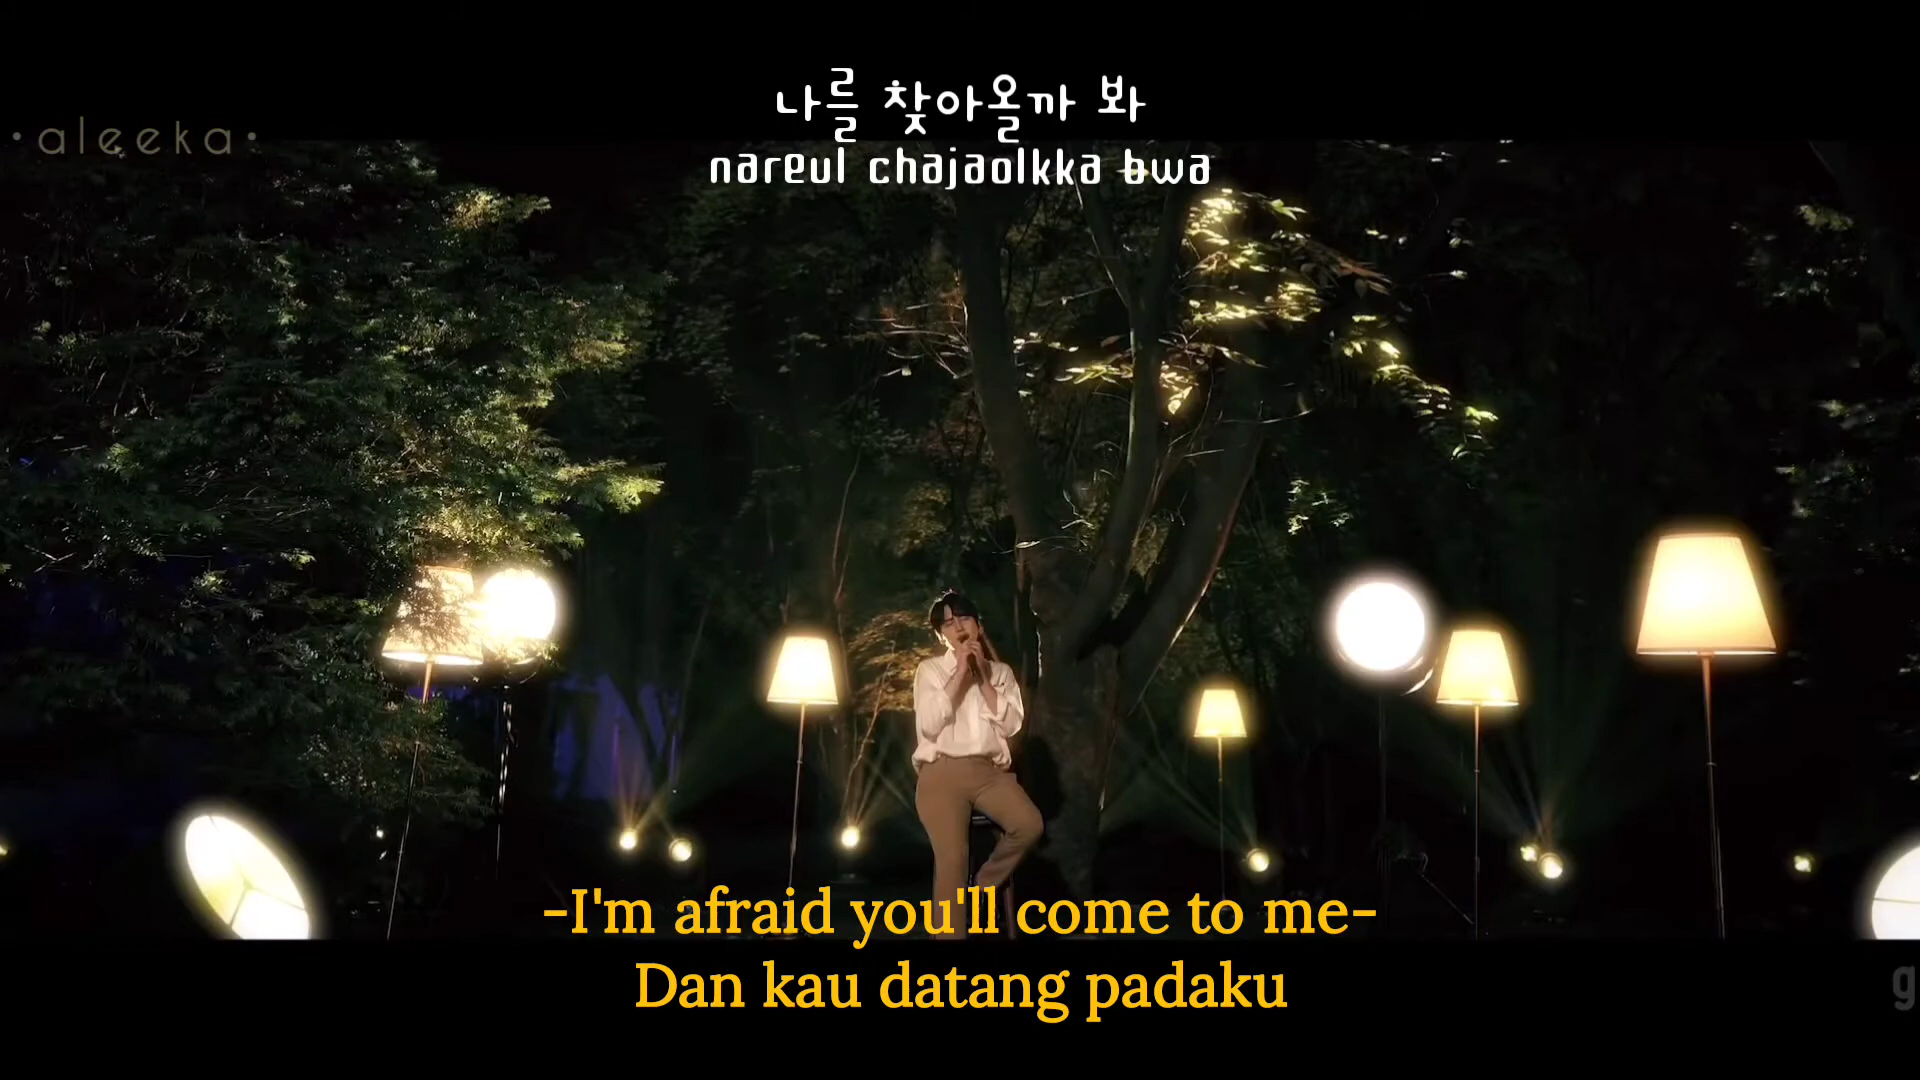 나를 찾아올까 봐
•aleeka•
nareul chajaolkka bwa
-I'm afraid you'll come to me-
Dan kau datang padaku
g